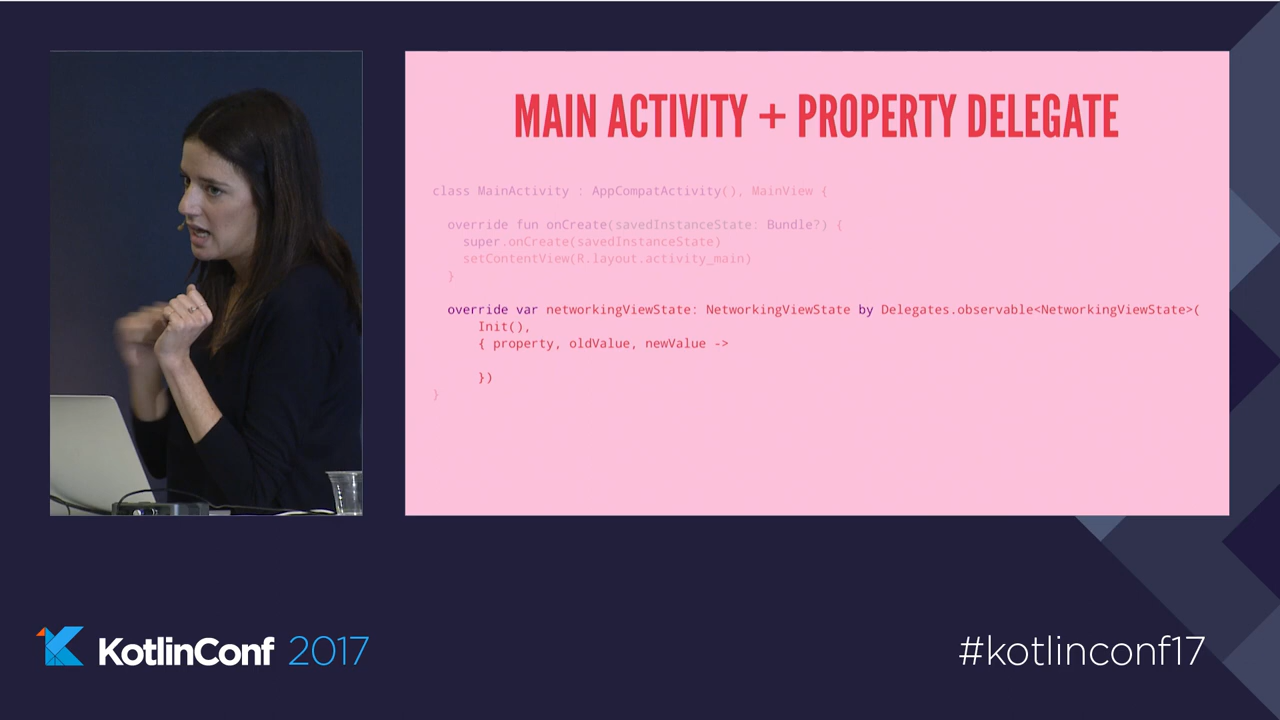 MAIN ACTIVITY + PROPERTY DELEGATE
class MainActivity : AppCompatActivity(), MainView {
override fun onCreate(savedInstanceState: Bundle?) {
super.onCreate(savedInstanceState)
setContentView(R.layout.activity_main)
}
override var networkingViewState: NetworkingViewState by Delegates.observable<NetworkingViewState>(
Init(),
{ property, oldValue, newValue ->
})
}
KotlinConf 2017
#kotlinconf17